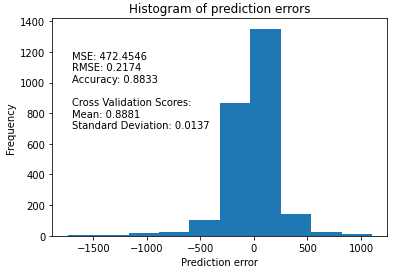 Histogram of prediction errors
1400
1200
1000
800
600
400
200
0
Frequency
MSE: 472.4546
RMSE: 0.2174
Accuracy: 0.8833
Cross Validation Scores:
Mean: 0.8881
Standard Deviation: 0.0137
−1500 −1000 −500 0 500 1000
Prediction error